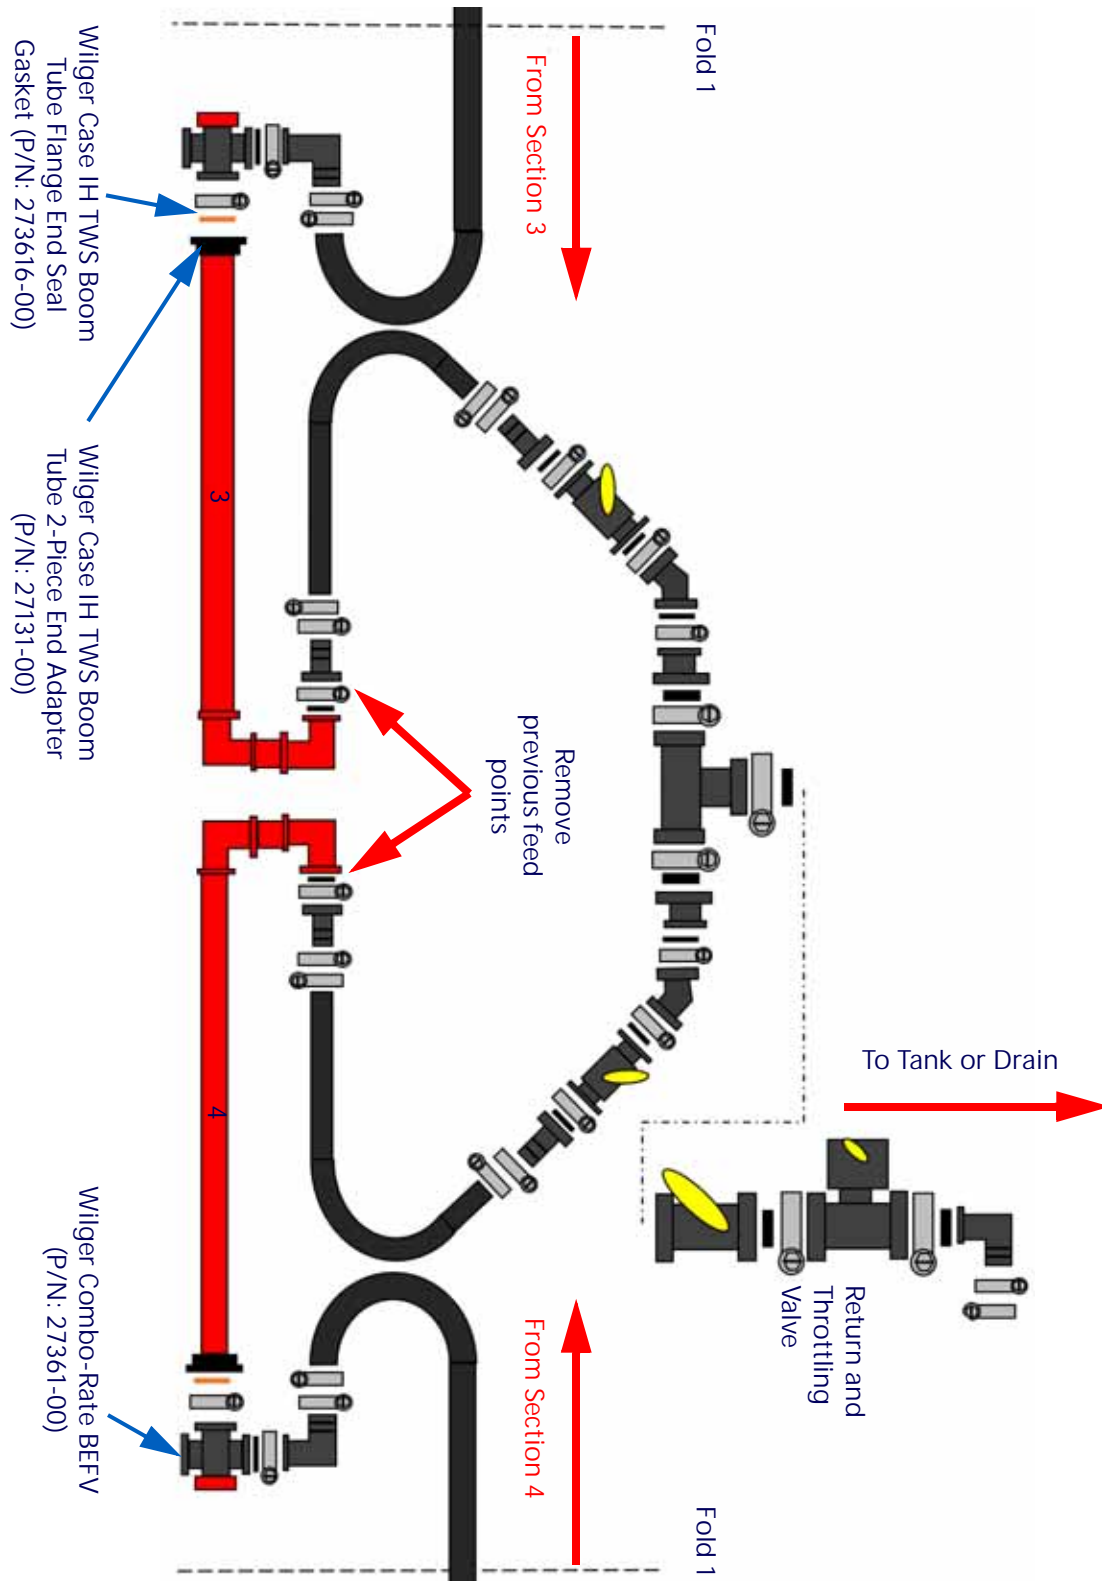 Fold 1
From Section 3
Wilger Case IH TWS Boom
Tube Flange End Seal
Gasket (P/N: 273616-00)
3
Wilger Case IH TWS Boom
Tube 2-Piece End Adapter
(P/N: 27131-00)
Remove
previous feed
points
To Tank or Drain
4
Wilger Combo-Rate BEFV
(P/N: 27361-00)
Return and
Throttling
Valve
From Section 4
Fold 1